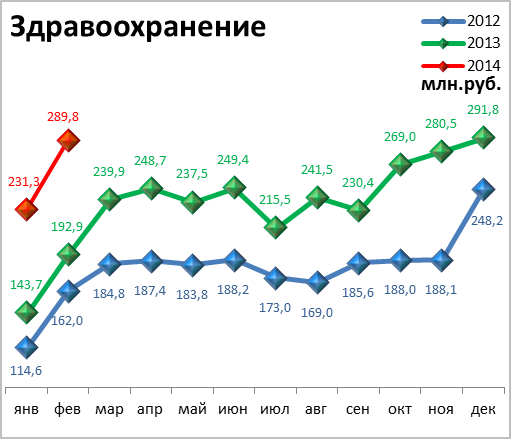 Здравоохранение
2012
2013
2014
млн.руб.
231,3 289,8
143,7 192,9 239,9 248,7 237,5 249,4 215,5 241,5 230,4 269,0 280,5 291,8
114,6 162,0 184,8 187,4 183,8 188,2 173,0 169,0 185,6 188,0 188,1 248,2
янв фев мар апр май июн июл авг сен окт ноя дек